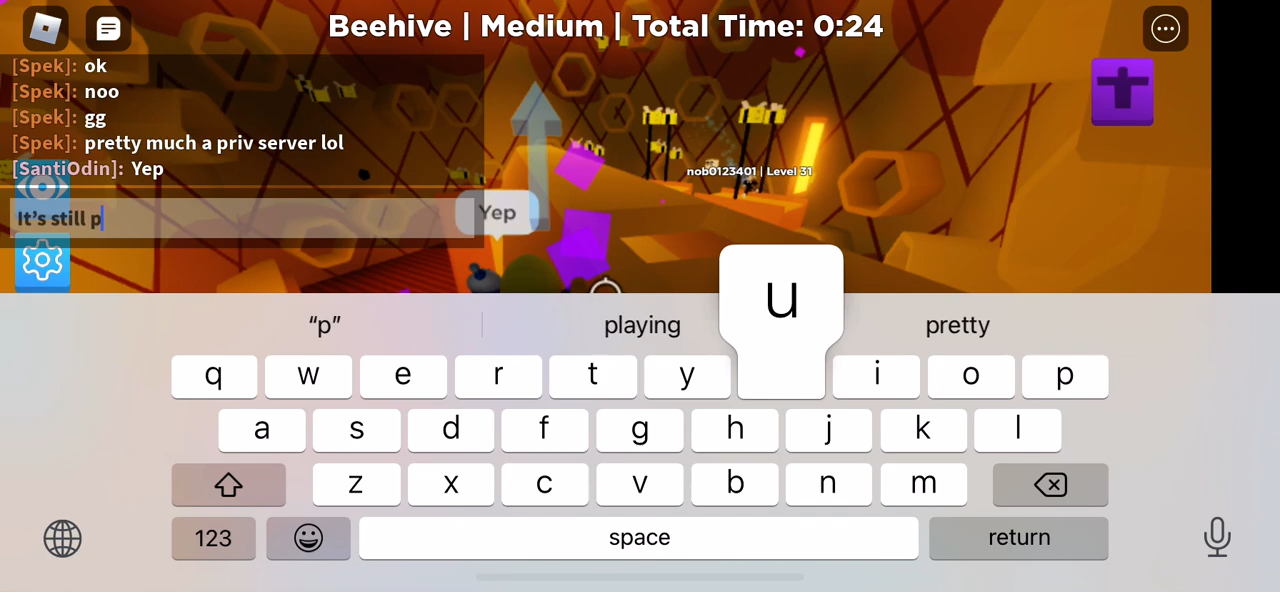 Beehive | Medium | Total Time: 0:24
[Spek]: ok
[Spek]: noo
[Spek]: gg
[Spek]: pretty much a priv server lol
[SantiOdin]: Yep
nob0123401 | Level 31
Yep
It’s still p
“p”
playing
pretty
u
q w e r t y i o p
a s d f g h j k l
z x c v b n m
123
space
return